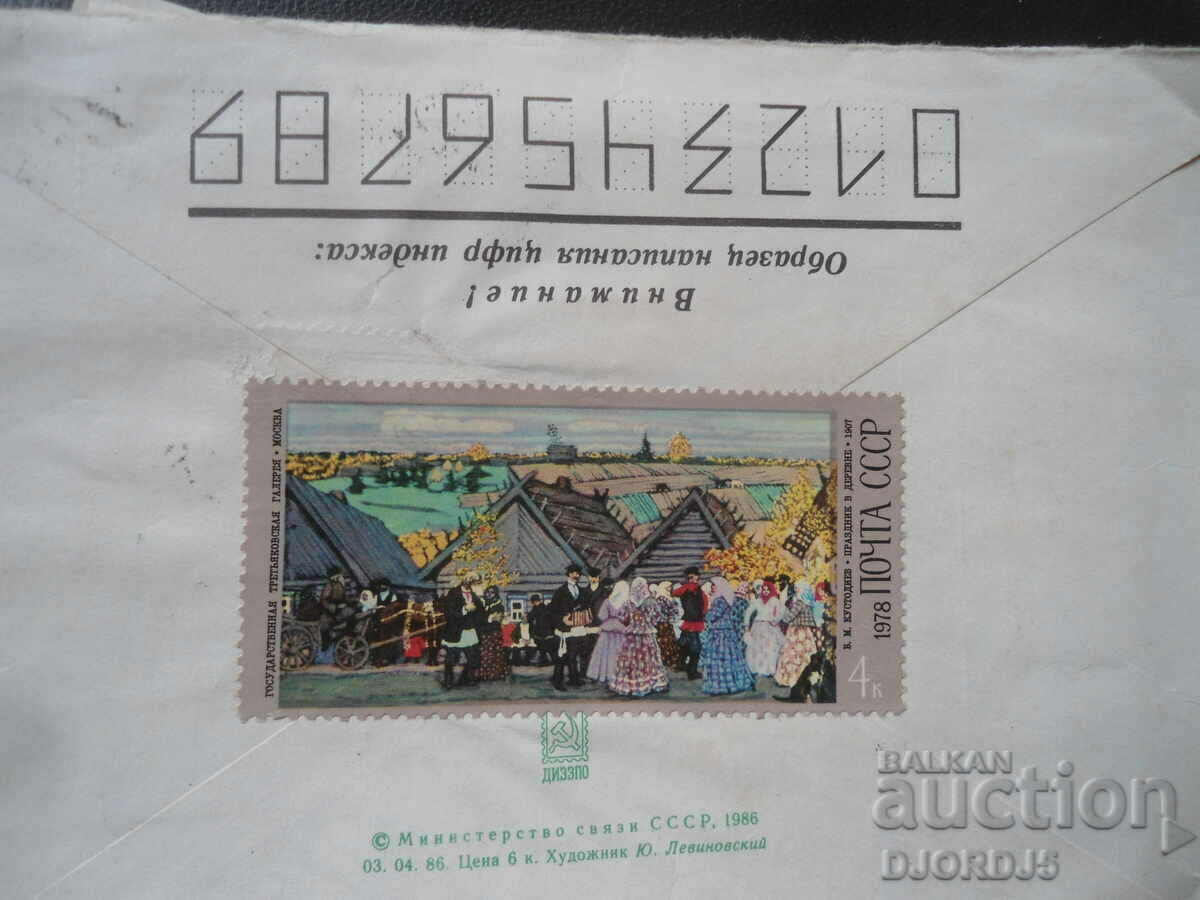 0123456789
Образец написания цифр индекса:
Внимание!
ГОСУДАРСТВЕННАЯ ТРЕТЬЯКОВСКАЯ ГАЛЕРЕЯ • МОСКВА
Б. М. КУСТОДИЕВ • ПРАЗДНИК В ДЕРЕВНЕ • 1907
1978 ПОЧТА СССР
4к
ДИЭЗПО
© Министерство связи СССР, 1986
03. 04. 86. Цена 6 к. Художник Ю. Левиновский
BALKAN
auction
DJORDJ5